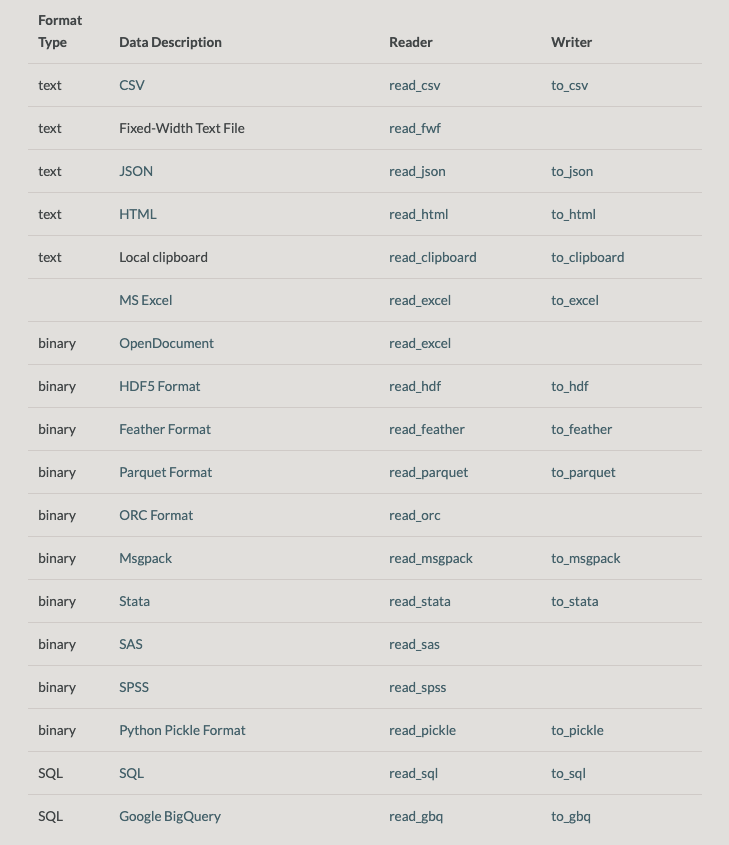 Format
Type Data Description Reader Writer
text CSV read_csv to_csv
text Fixed-Width Text File read_fwf
text JSON read_json to_json
text HTML read_html to_html
text Local clipboard read_clipboard to_clipboard
MS Excel read_excel to_excel
binary OpenDocument read_excel
binary HDF5 Format read_hdf to_hdf
binary Feather Format read_feather to_feather
binary Parquet Format read_parquet to_parquet
binary ORC Format read_orc
binary Msgpack read_msgpack to_msgpack
binary Stata read_stata to_stata
binary SAS read_sas
binary SPSS read_spss
binary Python Pickle Format read_pickle to_pickle
SQL SQL read_sql to_sql
SQL Google BigQuery read_gbq to_gbq